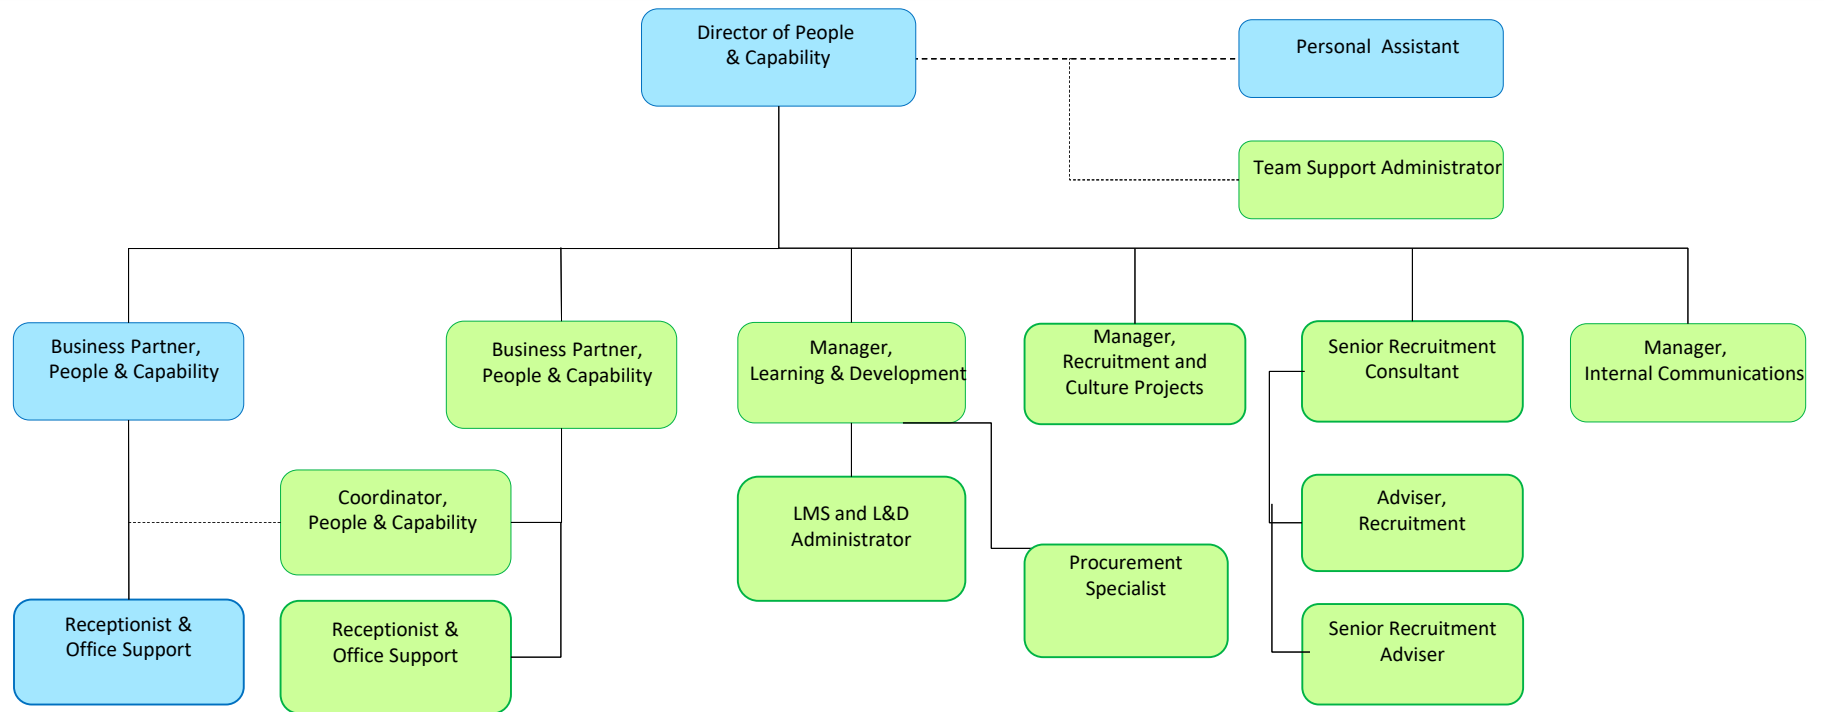 Director of People
& Capability
Personal Assistant
Team Support Administrator
Business Partner,
People & Capability
Business Partner,
People & Capability
Manager,
Learning & Development
Manager,
Recruitment and
Culture Projects
Senior Recruitment
Consultant
Manager,
Internal Communications
Coordinator,
People & Capability
LMS and L&D
Administrator
Adviser,
Recruitment
Procurement
Specialist
Receptionist &
Office Support
Receptionist &
Office Support
Senior Recruitment
Adviser